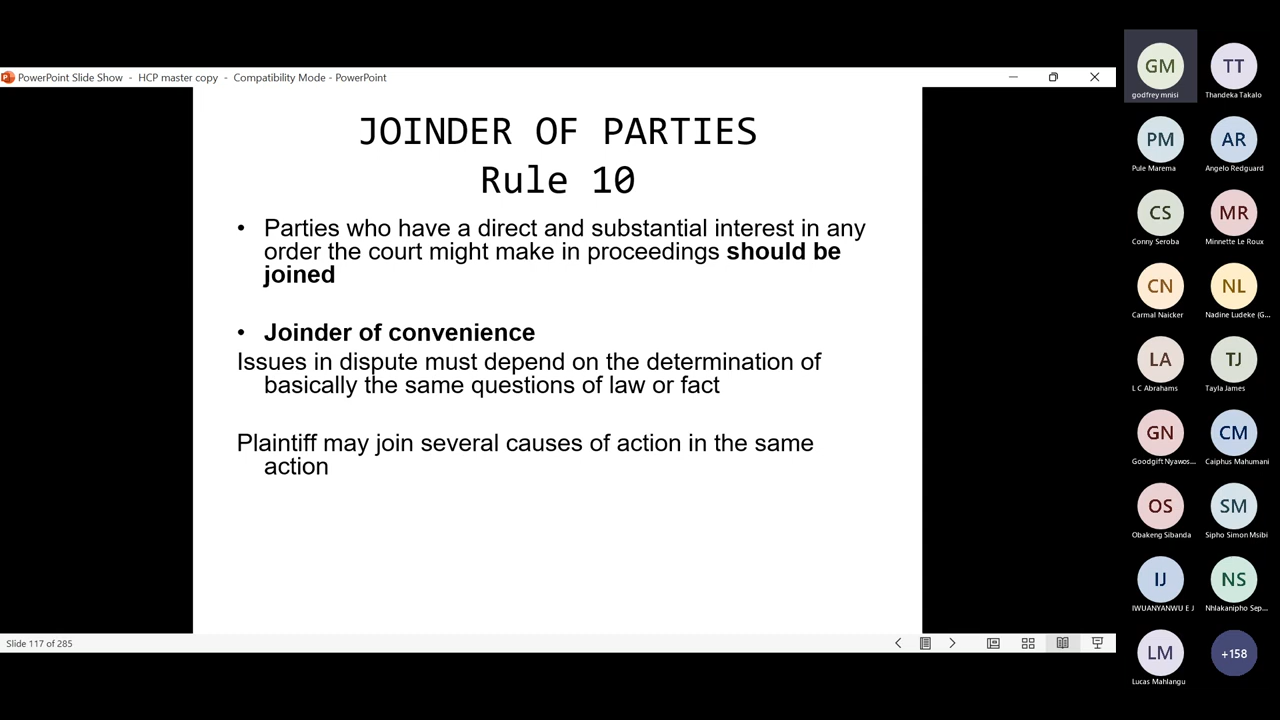 PowerPoint Slide Show - HCP master copy - Compatibility Mode - PowerPoint
JOINDER OF PARTIES
Rule 10
• Parties who have a direct and substantial interest in any
order the court might make in proceedings should be
joined
• Joinder of convenience
Issues in dispute must depend on the determination of
basically the same questions of law or fact
Plaintiff may join several causes of action in the same
action
Slide 117 of 285
GM
godfrey mnisi
TT
Thandeka Takalo
PM
Pule Marema
AR
Angelo Redguard
CS
Conny Seroba
MR
Minnette Le Roux
CN
Carmal Naicker
NL
Nadine Ludeke (G...
LA
L C Abrahams
TJ
Tayla James
GN
Goodgift Nyawos...
CM
Caiphus Mahumani
OS
Obakeng Sibanda
SM
Sipho Simon Msibi
IJ
IWUANYANWU E J
NS
Nhlakanipho Sep...
LM
Lucas Mahlangu
+158